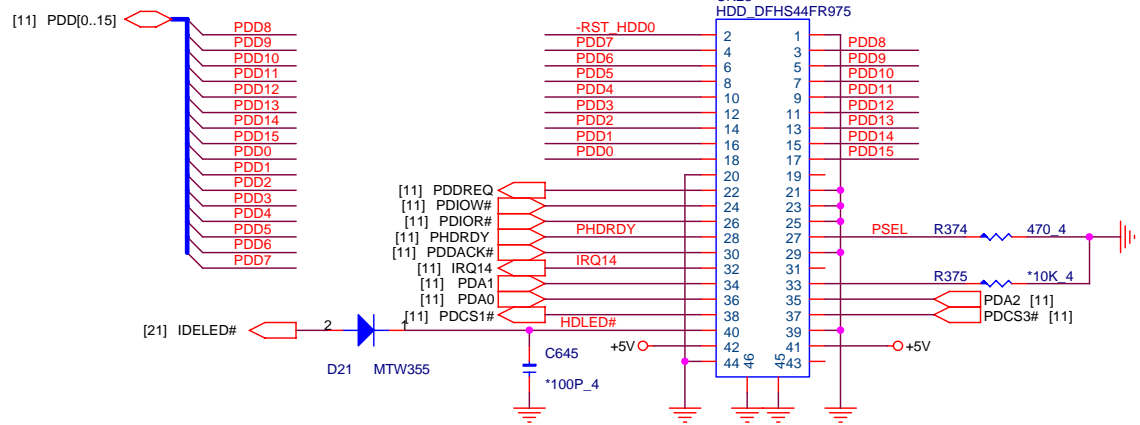 HDD_DFHS44FR975
[11] PDD[0..15]
PDD8
PDD9
PDD10
PDD11
PDD12
PDD13
PDD14
PDD15
PDD0
PDD1
PDD2
PDD3
PDD4
PDD5
PDD6
PDD7
-RST_HDD0 2 1
PDD7 4 3 PDD8
PDD6 6 5 PDD9
PDD5 8 7 PDD10
PDD4 10 9 PDD11
PDD3 12 11 PDD12
PDD2 14 13 PDD13
PDD1 16 15 PDD14
PDD0 18 17 PDD15
20 19
[11] PDDREQ 22 21
[11] PDIOW# 24 23
[11] PDIOR# 26 25
[11] PHDRDY PHDRDY 28 27 PSEL R374 470_4
[11] PDDACK# 30 29
[11] IRQ14 IRQ14 32 31
[11] PDA1 34 33 R375 *10K_4
[11] PDA0 36 35 PDA2 [11]
[11] PDCS1# 38 37 PDCS3# [11]
[21] IDELED# 2 1 HDLED# 40 39
+5V 42 41 +5V
44 46 45 43
D21 MTW355
C645
*100P_4